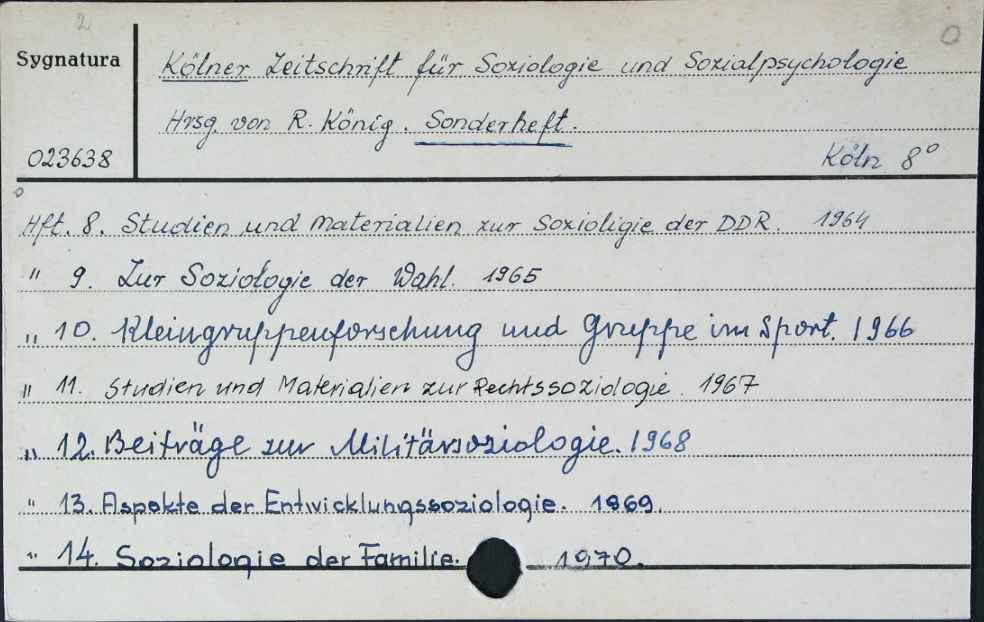 2
0
Sygnatura
Kölner Zeitschrift für Soziologie und Sozialpsychologie
Hrsg. von R. König. Sonderheft.
023638
Köln 8°
Hft. 8. Studien und Materialien zur Sozioligie der DDR. 1964
" 9. Zur Soziologie der Wahl. 1965
" 10. Kleingruppenforschung und Gruppe im Sport. 1966
" 11. Studien und Materialien zur Rechtssoziologie. 1967
" 12. Beiträge zur Militärsoziologie. 1968
" 13. Aspekte der Entwicklungssoziologie. 1969.
" 14. Soziologie der Familie. 1970.